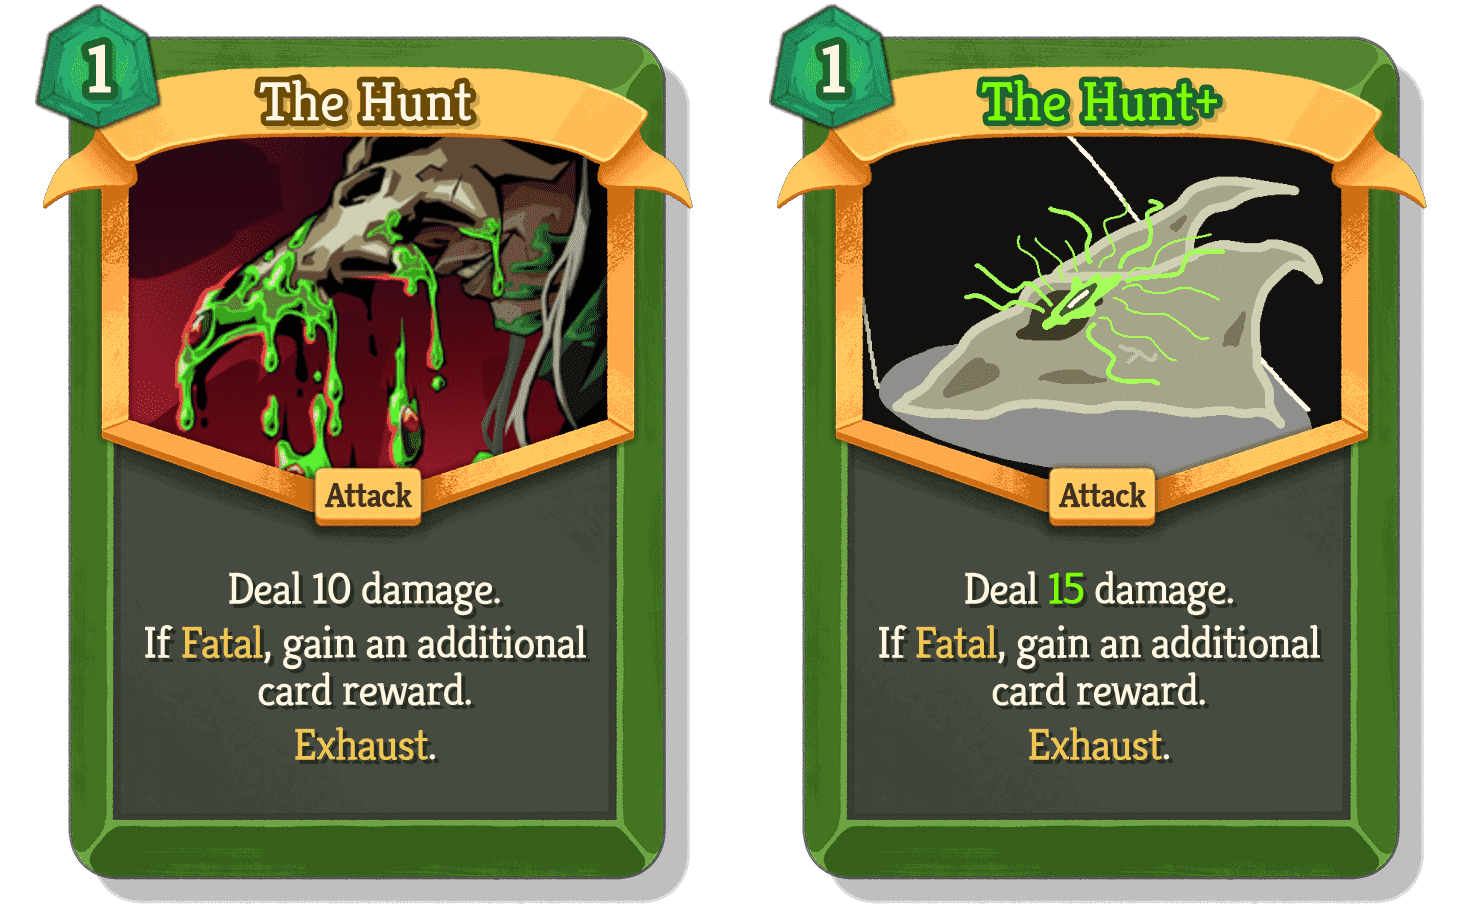 1
The Hunt
Attack
Deal 10 damage.
If Fatal, gain an additional
card reward.
Exhaust.
1
The Hunt+
Attack
Deal 15 damage.
If Fatal, gain an additional
card reward.
Exhaust.